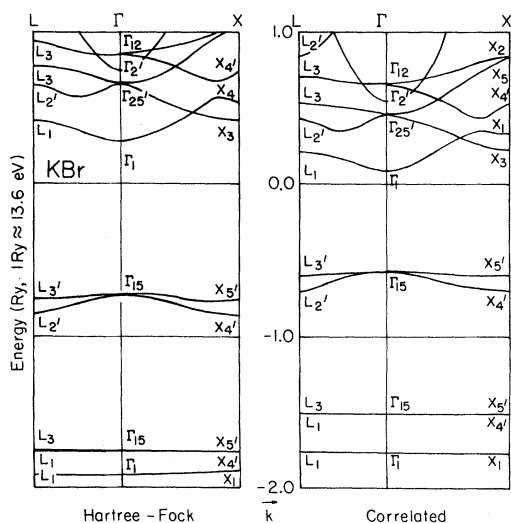 L Γ X L Γ X
1.0
L3 Γ12 X4' L2' Γ12 X2
L3 Γ2' X4 L3 Γ2' X5
L2' Γ25' X3 L3 Γ25' X4'
L1 Γ1 L2' X1
KBr L1 Γ1 X3
0.0
Energy (Ry, 1Ry ≈ 13.6 eV)
L3' Γ15 X5' L3' Γ15 X5'
L2' X4' L2' X4'
-1.0
L3 Γ15 X5' L3 Γ15 X5'
L1 Γ1 X4' L1 X4'
L1 X1 L1 Γ1 X1
-2.0
Hartree - Fock k Correlated